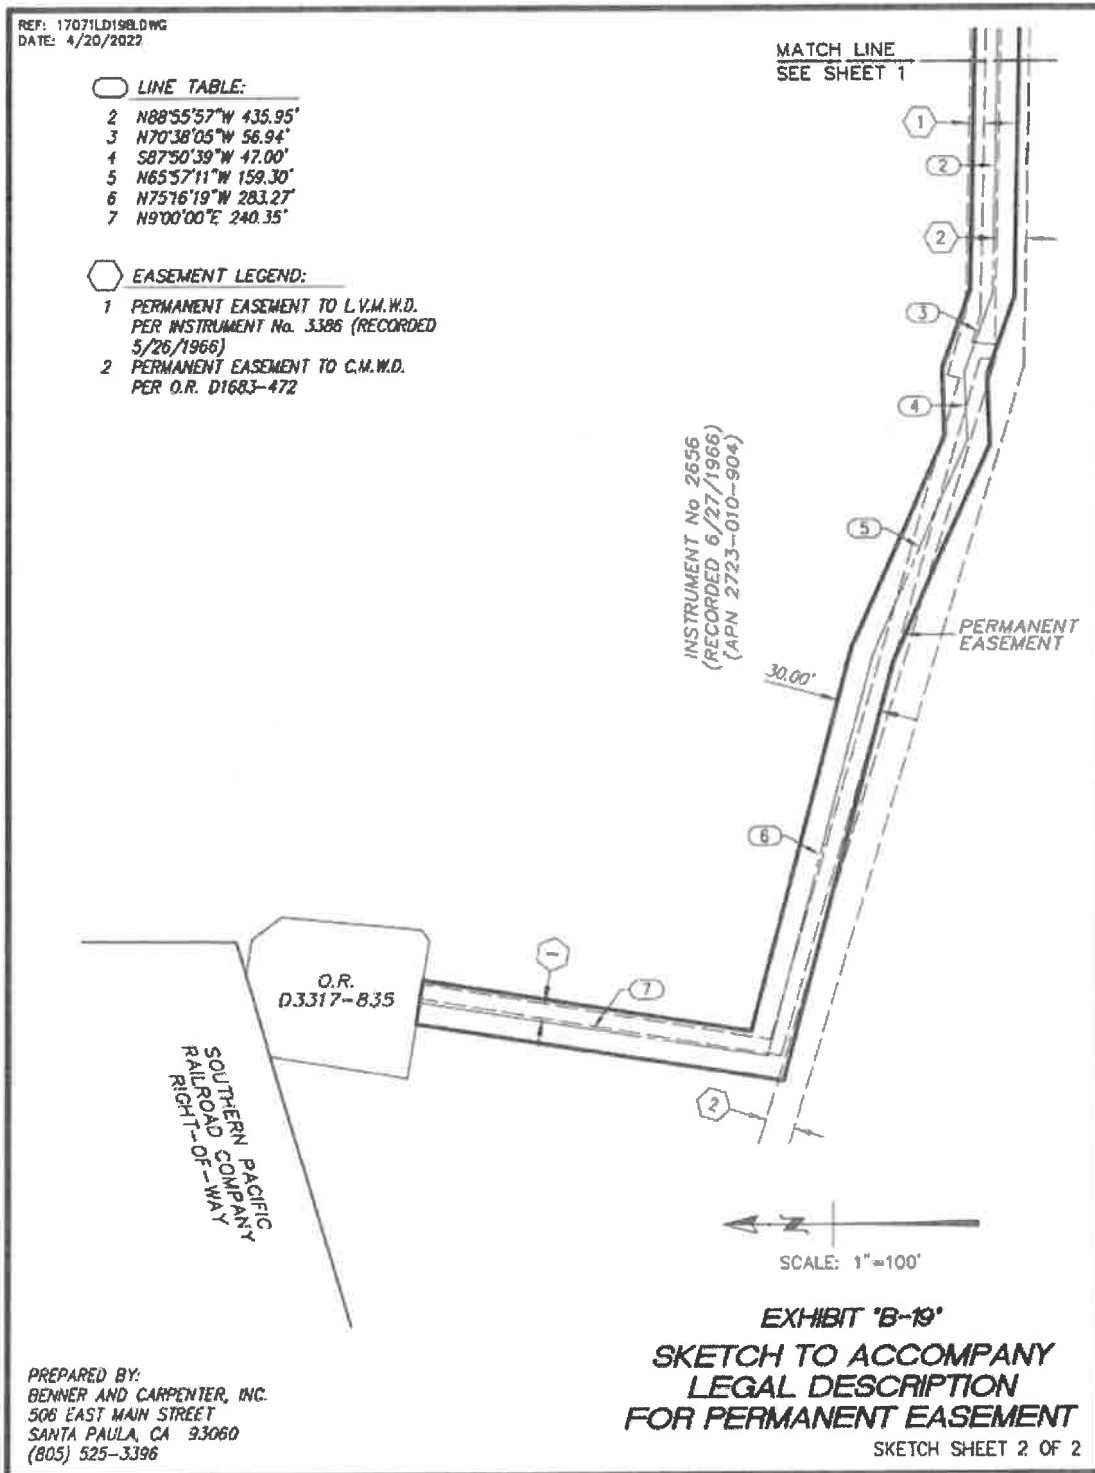 REF: 17071LD19B.DWG
DATE: 4/20/2022
MATCH LINE
SEE SHEET 1
LINE TABLE:
2 N88°55'57"W 435.95'
3 N70°38'05"W 56.94'
4 S87°50'39"W 47.00'
5 N65°57'11"W 159.30'
6 N75°16'19"W 283.27'
7 N9°00'00"E 240.35'
EASEMENT LEGEND:
1 PERMANENT EASEMENT TO L.V.M.W.D.
PER INSTRUMENT No. 3386 (RECORDED
5/26/1966)
2 PERMANENT EASEMENT TO C.M.W.D.
PER O.R. D1683-472
1
2
2
3
4
INSTRUMENT No 2656
(RECORDED 6/27/1966)
(APN 2723-010-904)
5
PERMANENT
EASEMENT
30.00'
6
1
7
O.R.
D3317-835
2
SOUTHERN PACIFIC
RAILROAD COMPANY
RIGHT-OF-WAY
Z
SCALE: 1"=100'
EXHIBIT "B-19"
SKETCH TO ACCOMPANY
LEGAL DESCRIPTION
FOR PERMANENT EASEMENT
SKETCH SHEET 2 OF 2
PREPARED BY:
BENNER AND CARPENTER, INC.
506 EAST MAIN STREET
SANTA PAULA, CA 93060
(805) 525-3396